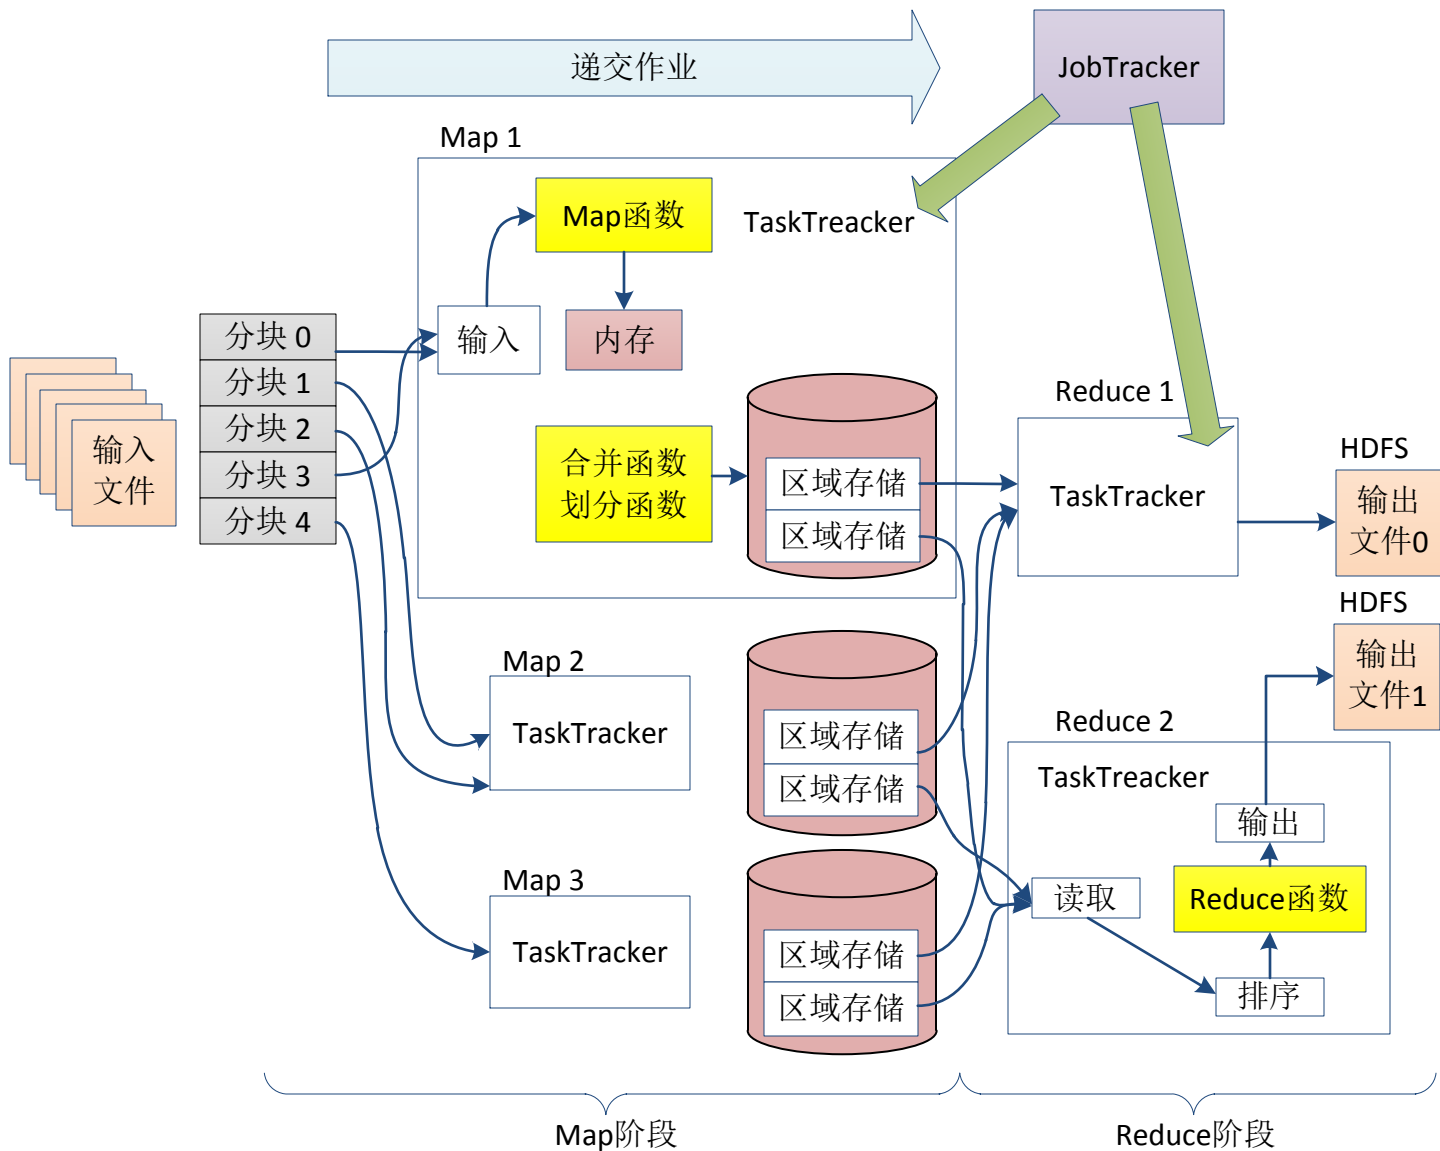 递交作业
JobTracker
Map 1
Map函数
TaskTreacker
输入
内存
分块 0
分块 1
分块 2
分块 3
分块 4
输入
文件
合并函数
划分函数
区域存储
区域存储
Reduce 1
TaskTracker
HDFS
输出
文件0
HDFS
输出
文件1
Map 2
TaskTracker
区域存储
区域存储
Reduce 2
TaskTreacker
输出
Reduce函数
读取
排序
Map 3
TaskTracker
区域存储
区域存储
Map阶段
Reduce阶段